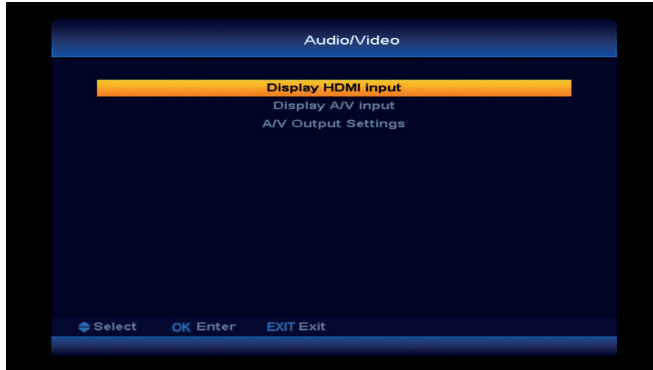 Audio/Video
Display HDMI input
Display A/V input
A/V Output Settings
Select OK Enter EXIT Exit